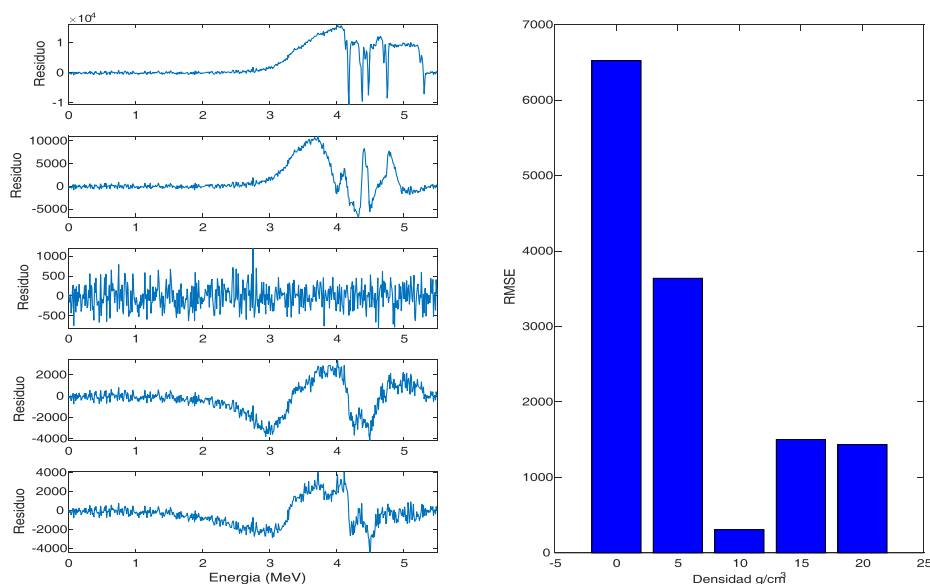 ×10⁴
1
0
-1
Residuo
0 1 2 3 4 5
10000
5000
0
-5000
Residuo
0 1 2 3 4 5
1000
500
0
-500
Residuo
0 1 2 3 4 5
2000
0
-2000
-4000
Residuo
0 1 2 3 4 5
4000
2000
0
-2000
-4000
Residuo
0 1 2 3 4 5
Energia (MeV)
7000
6000
5000
4000
3000
2000
1000
0
RMSE
-5 0 5 10 15 20 25
Densidad g/cm³